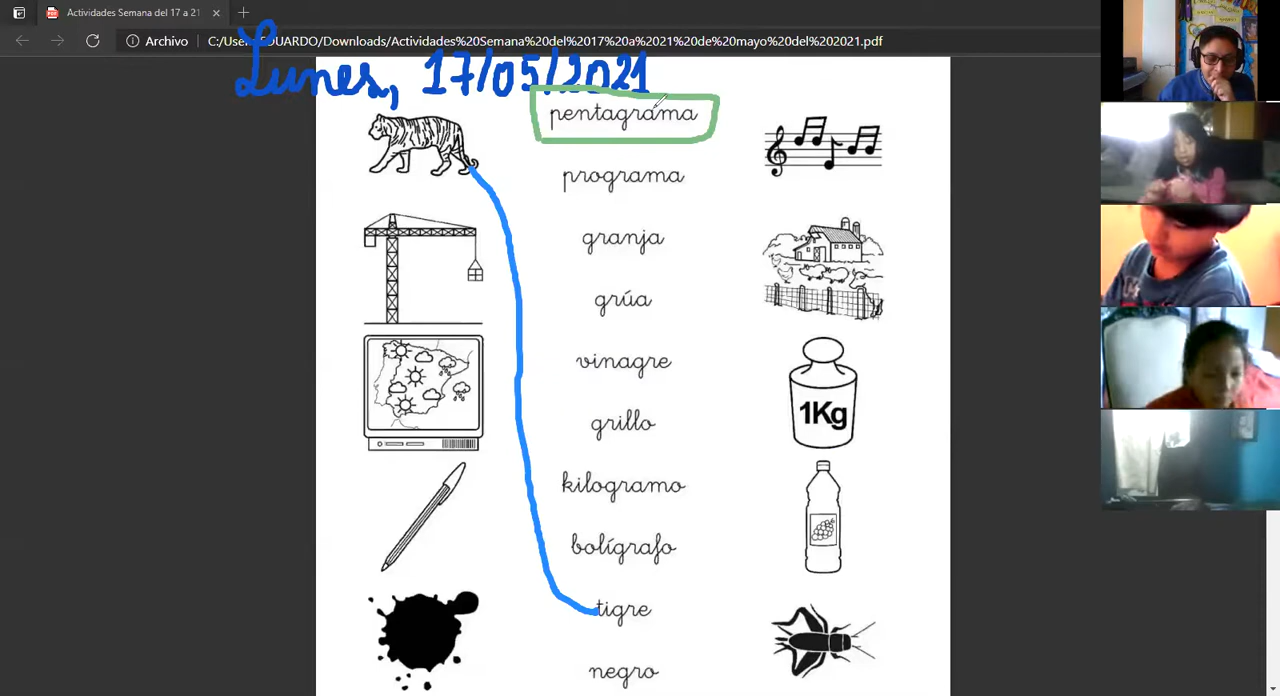 Actividades Semana del 17 a 21
Archivo
C:/User EDUARDO/Downloads/Actividades%20Semana%20del%2017%20a%2021%20de%20mayo%20del%202021.pdf
Lunes, 17/05/2021
pentagrama
programa
granja
grúa
vinagre
grillo
1Kg
kilogramo
bolígrafo
tigre
negro